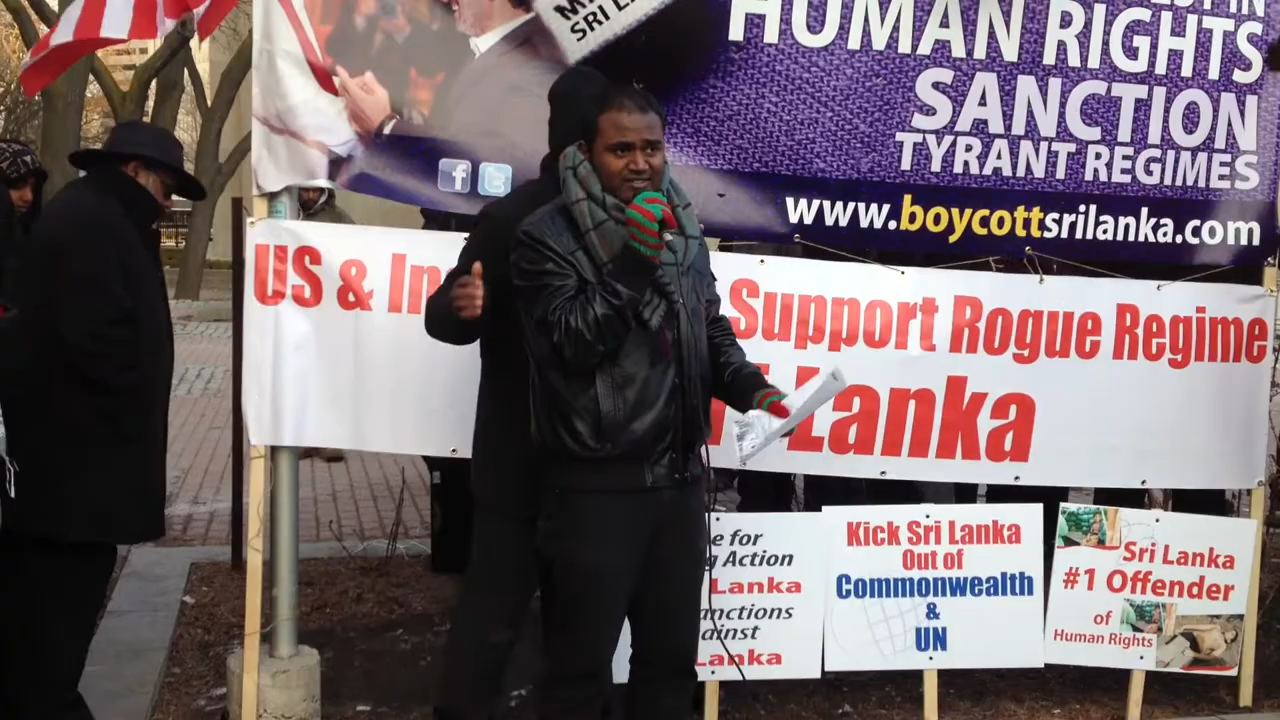 SRI LA
HUMAN RIGHTS
SANCTION
TYRANT REGIMES
f
t
www.boycottsrilanka.com
US & In
Support Rogue Regime
Lanka
e for
Action
Lanka
anctions
ainst
Lanka
Kick Sri Lanka
Out of
Commonwealth
&
UN
Sri Lanka
#1 Offender
of
Human Rights